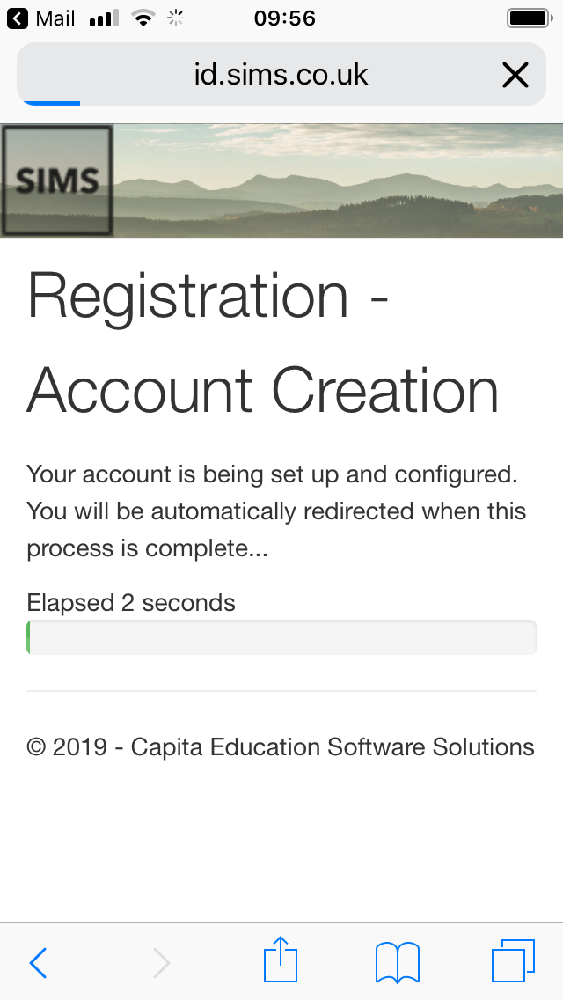 Mail 09:56
id.sims.co.uk
SIMS
Registration -
Account Creation
Your account is being set up and configured.
You will be automatically redirected when this
process is complete...
Elapsed 2 seconds
© 2019 - Capita Education Software Solutions